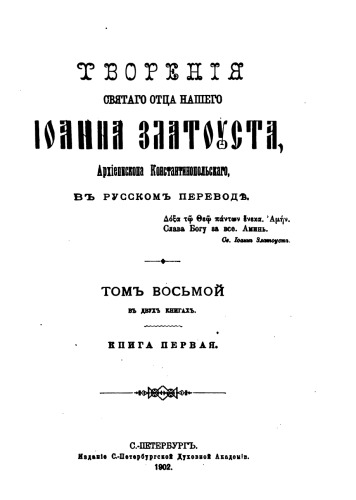 ТВОРЕНІЯ
СВЯТАГО ОТЦА НАШЕГО
ІОАННА ЗЛАТОУСТА,
Архіепископа Константинопольскаго,
ВЪ РУССКОМЪ ПЕРЕВОДѢ.
Δόξα τῷ Θεῷ πάντων ἕνεκα. Ἀμήν.
Слава Богу за все. Аминь.
Св. Іоаннъ Златоустъ.
ТОМЪ ВОСЬМОЙ
ВЪ ДВУХЪ КНИГАХЪ.
КНИГА ПЕРВАЯ.
С.-ПЕТЕРБУРГЪ.
Изданіе С.-Петербургской Духовной Академіи.
1902.